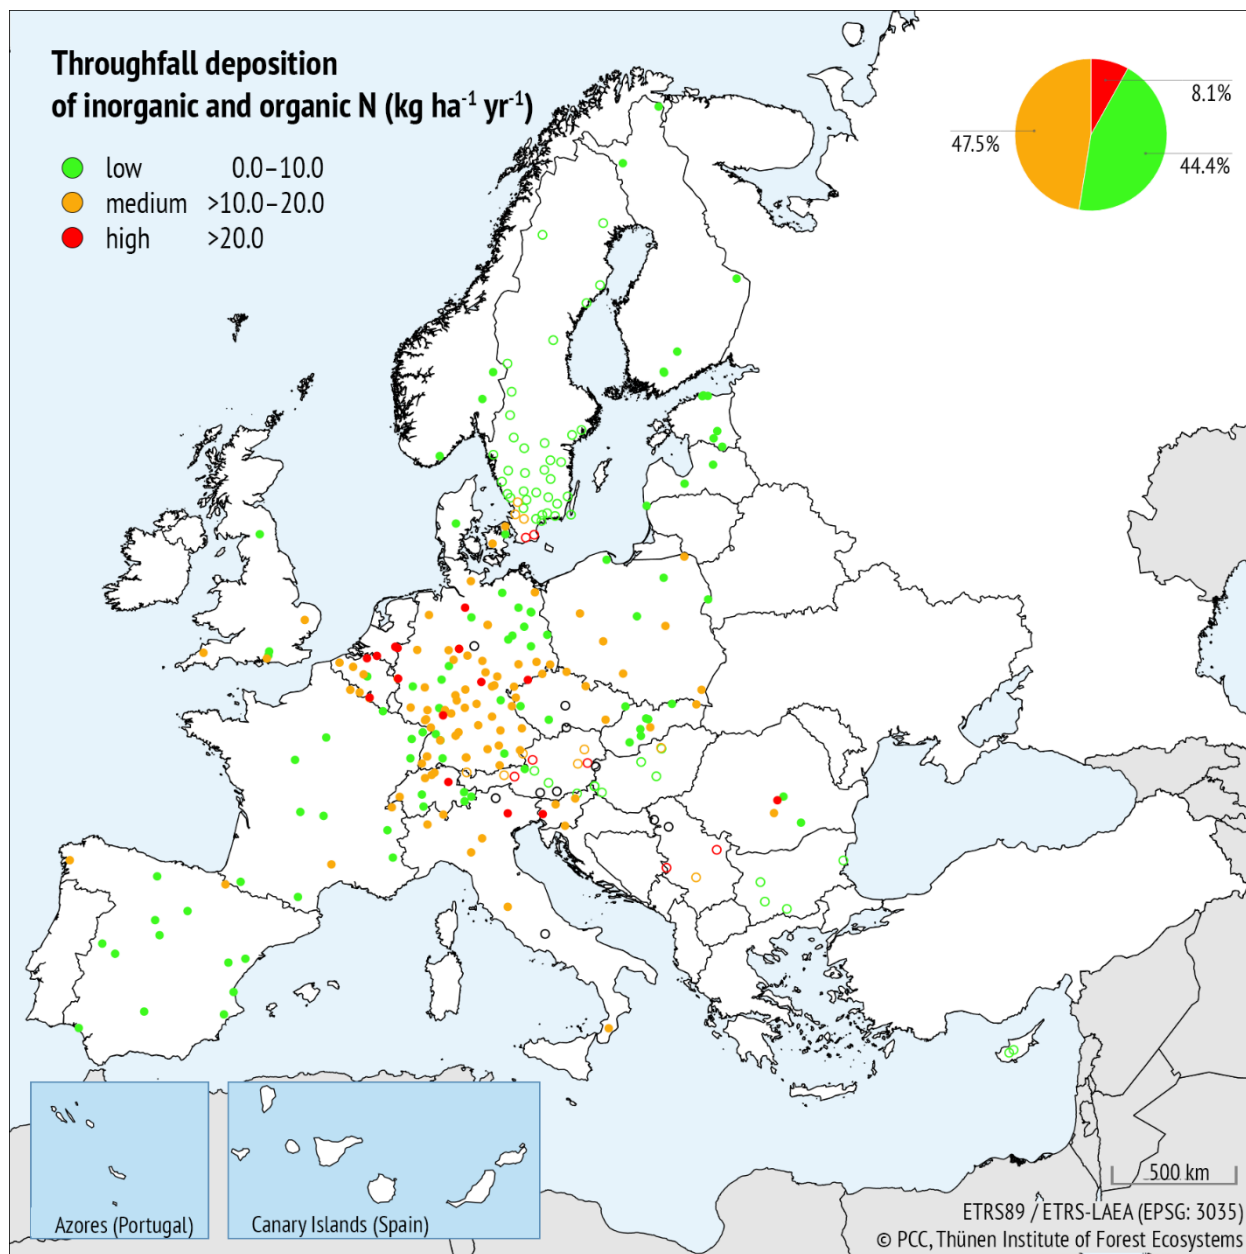 Throughfall deposition
of inorganic and organic N (kg ha⁻¹ yr⁻¹)
low 0.0–10.0
medium >10.0–20.0
high >20.0
8.1%
47.5%
44.4%
500 km
Azores (Portugal)
Canary Islands (Spain)
ETRS89 / ETRS-LAEA (EPSG: 3035)
© PCC, Thünen Institute of Forest Ecosystems